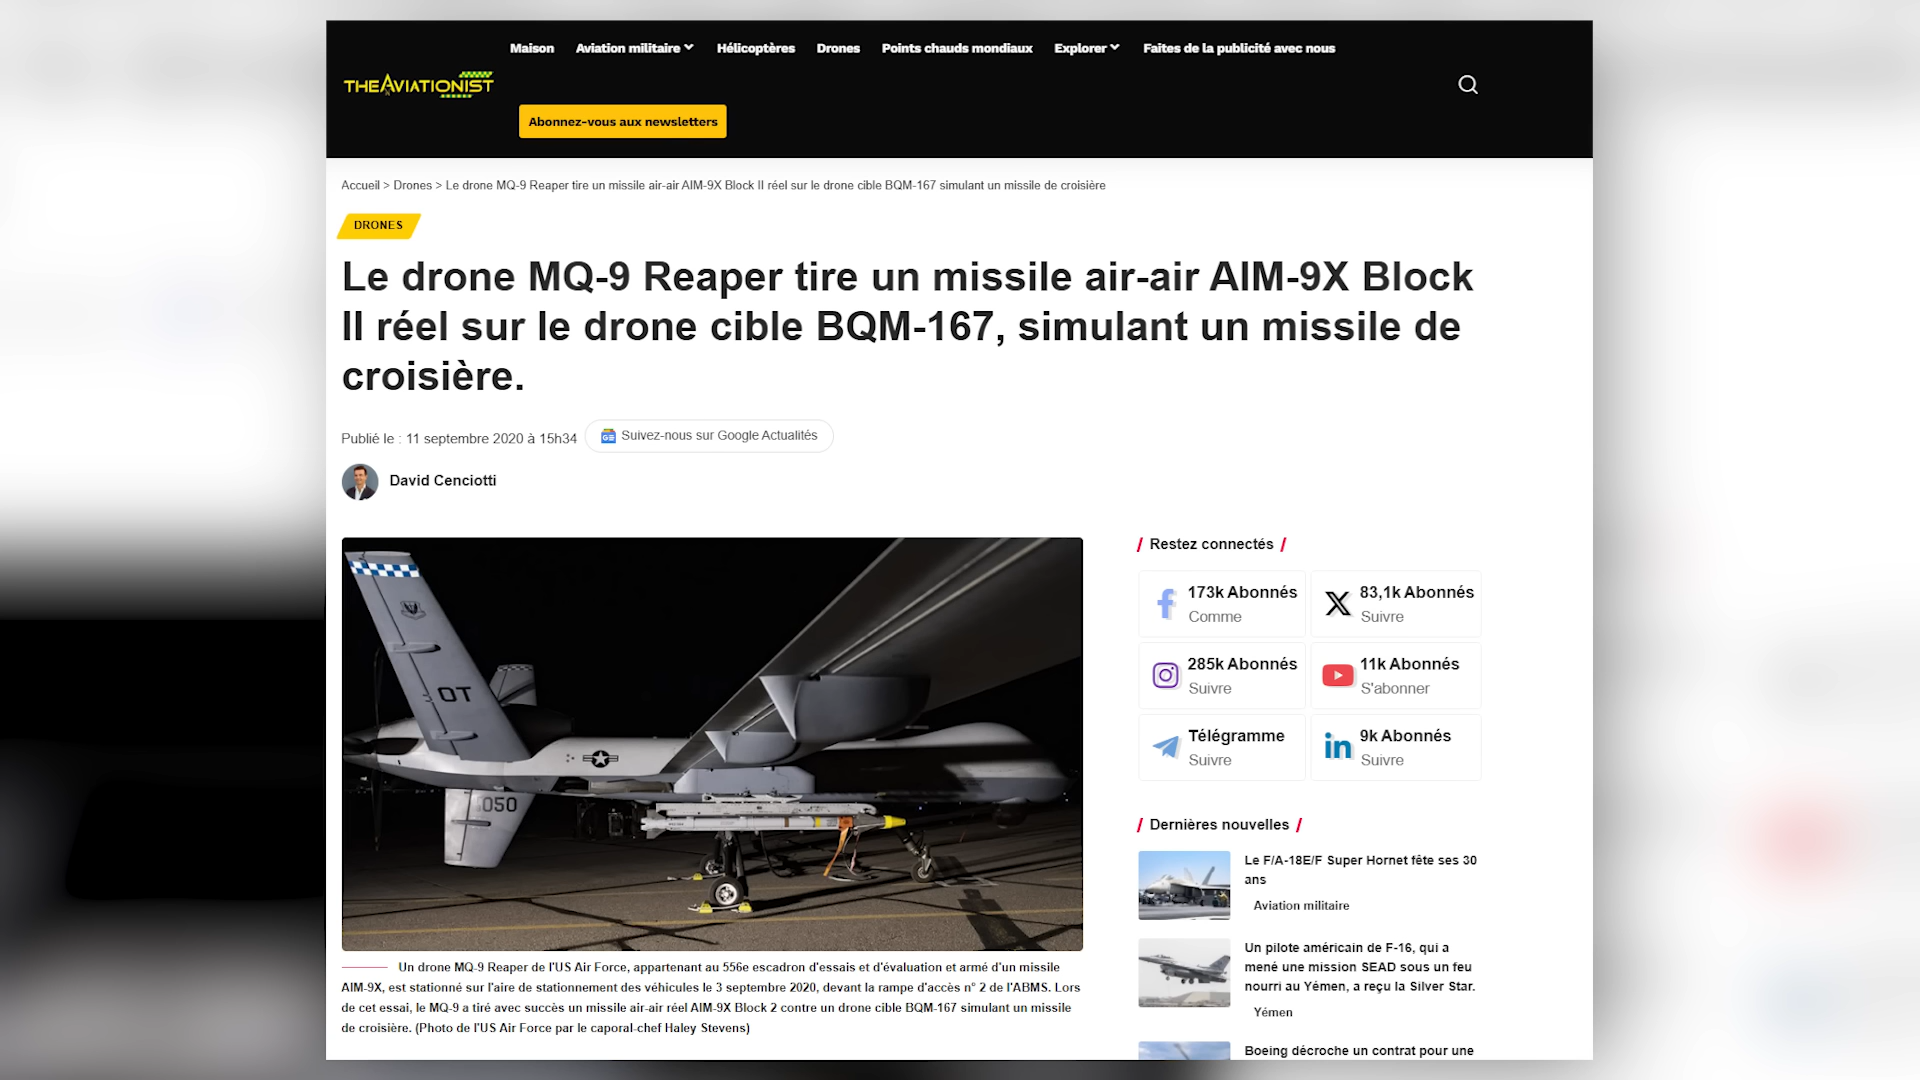 Maison Aviation militaire Hélicoptères Drones Points chauds mondiaux Explorer Faites de la publicité avec nous
THEAVIATIONIST
Abonnez-vous aux newsletters
Accueil > Drones > Le drone MQ-9 Reaper tire un missile air-air AIM-9X Block II réel sur le drone cible BQM-167 simulant un missile de croisière
DRONES
Le drone MQ-9 Reaper tire un missile air-air AIM-9X Block
II réel sur le drone cible BQM-167, simulant un missile de
croisière.
Publié le : 11 septembre 2020 à 15h34
Suivez-nous sur Google Actualités
David Cenciotti
OT
050
Un drone MQ-9 Reaper de l'US Air Force, appartenant au 556e escadron d'essais et d'évaluation et armé d'un missile
AIM-9X, est stationné sur l'aire de stationnement des véhicules le 3 septembre 2020, devant la rampe d'accès n° 2 de l'ABMS. Lors
de cet essai, le MQ-9 a tiré avec succès un missile air-air réel AIM-9X Block 2 contre un drone cible BQM-167 simulant un missile
de croisière. (Photo de l'US Air Force par le caporal-chef Haley Stevens)
Restez connectés
173k Abonnés
Comme
83,1k Abonnés
Suivre
285k Abonnés
Suivre
11k Abonnés
S'abonner
Télégramme
Suivre
9k Abonnés
Suivre
Dernières nouvelles
Le F/A-18E/F Super Hornet fête ses 30
ans
Aviation militaire
Un pilote américain de F-16, qui a
mené une mission SEAD sous un feu
nourri au Yémen, a reçu la Silver Star.
Yémen
Boeing décroche un contrat pour une